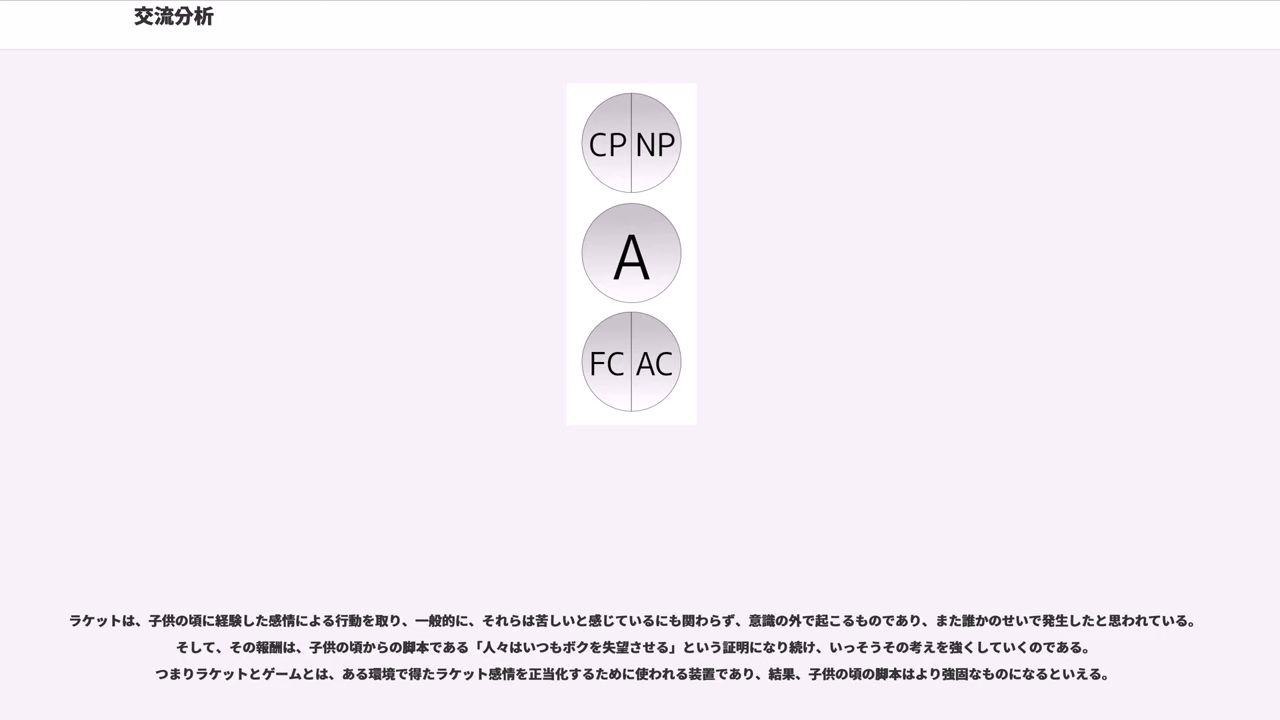 交流分析
CP NP
A
FC AC
ラケットは、子供の頃に経験した感情による行動を取り、一般的に、それらは苦しいと感じているにも関わらず、意識の外で起こるものであり、また誰かのせいで発生したと思われている。
そして、その報酬は、子供の頃からの脚本である「人々はいつもボクを失望させる」という証明になり続け、いっそうその考えを強くしていくのである。
つまりラケットとゲームとは、ある環境で得たラケット感情を正当化するために使われる装置であり、結果、子供の頃の脚本はより強固なものになるといえる。